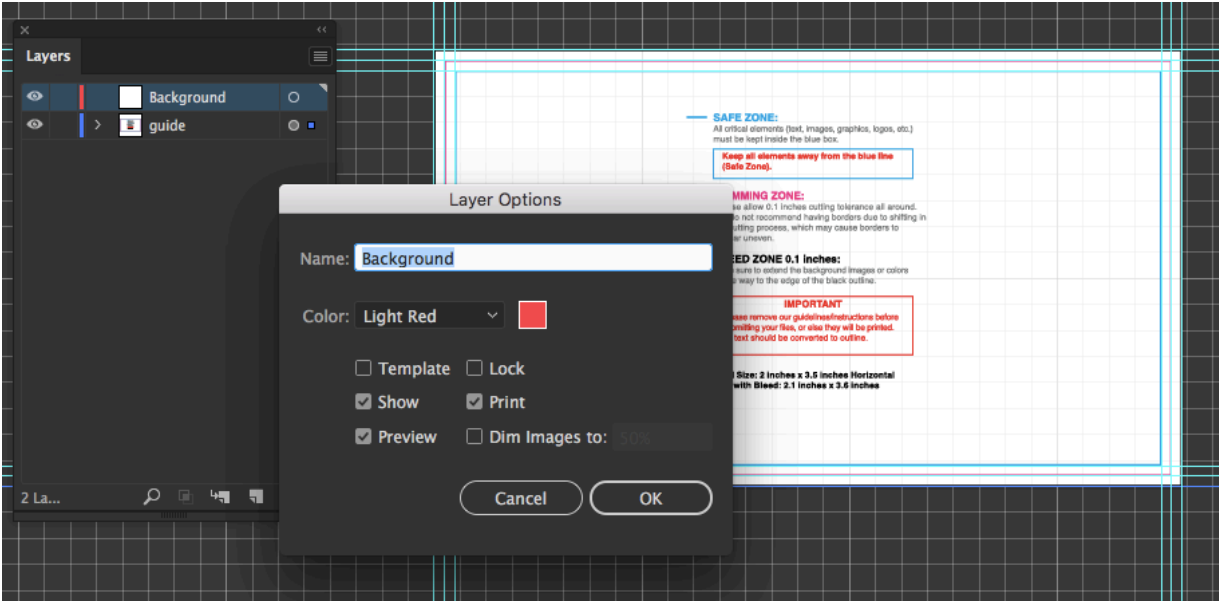 Layers
Background
guide
2 La...
SAFE ZONE:
All critical elements (text, images, graphics, logos, etc.)
must be kept inside the blue box.
Keep all elements away from the blue line
(Safe Zone).
Layer Options
Name: Background
Color: Light Red
Template Lock
Show Print
Preview Dim Images to: 50%
Cancel OK
MMING ZONE:
se allow 0.1 inches cutting tolerance all around.
o not recommend having borders due to shifting in
utting process, which may cause borders to
ar uneven.
EED ZONE 0.1 inches:
sure to extend the background images or colors
e way to the edge of the black outline.
IMPORTANT
ase remove our guidelines/instructions before
mitting your files, or else they will be printed.
text should be converted to outline.
Size: 2 inches x 3.5 inches Horizontal
with Bleed: 2.1 inches x 3.6 inches